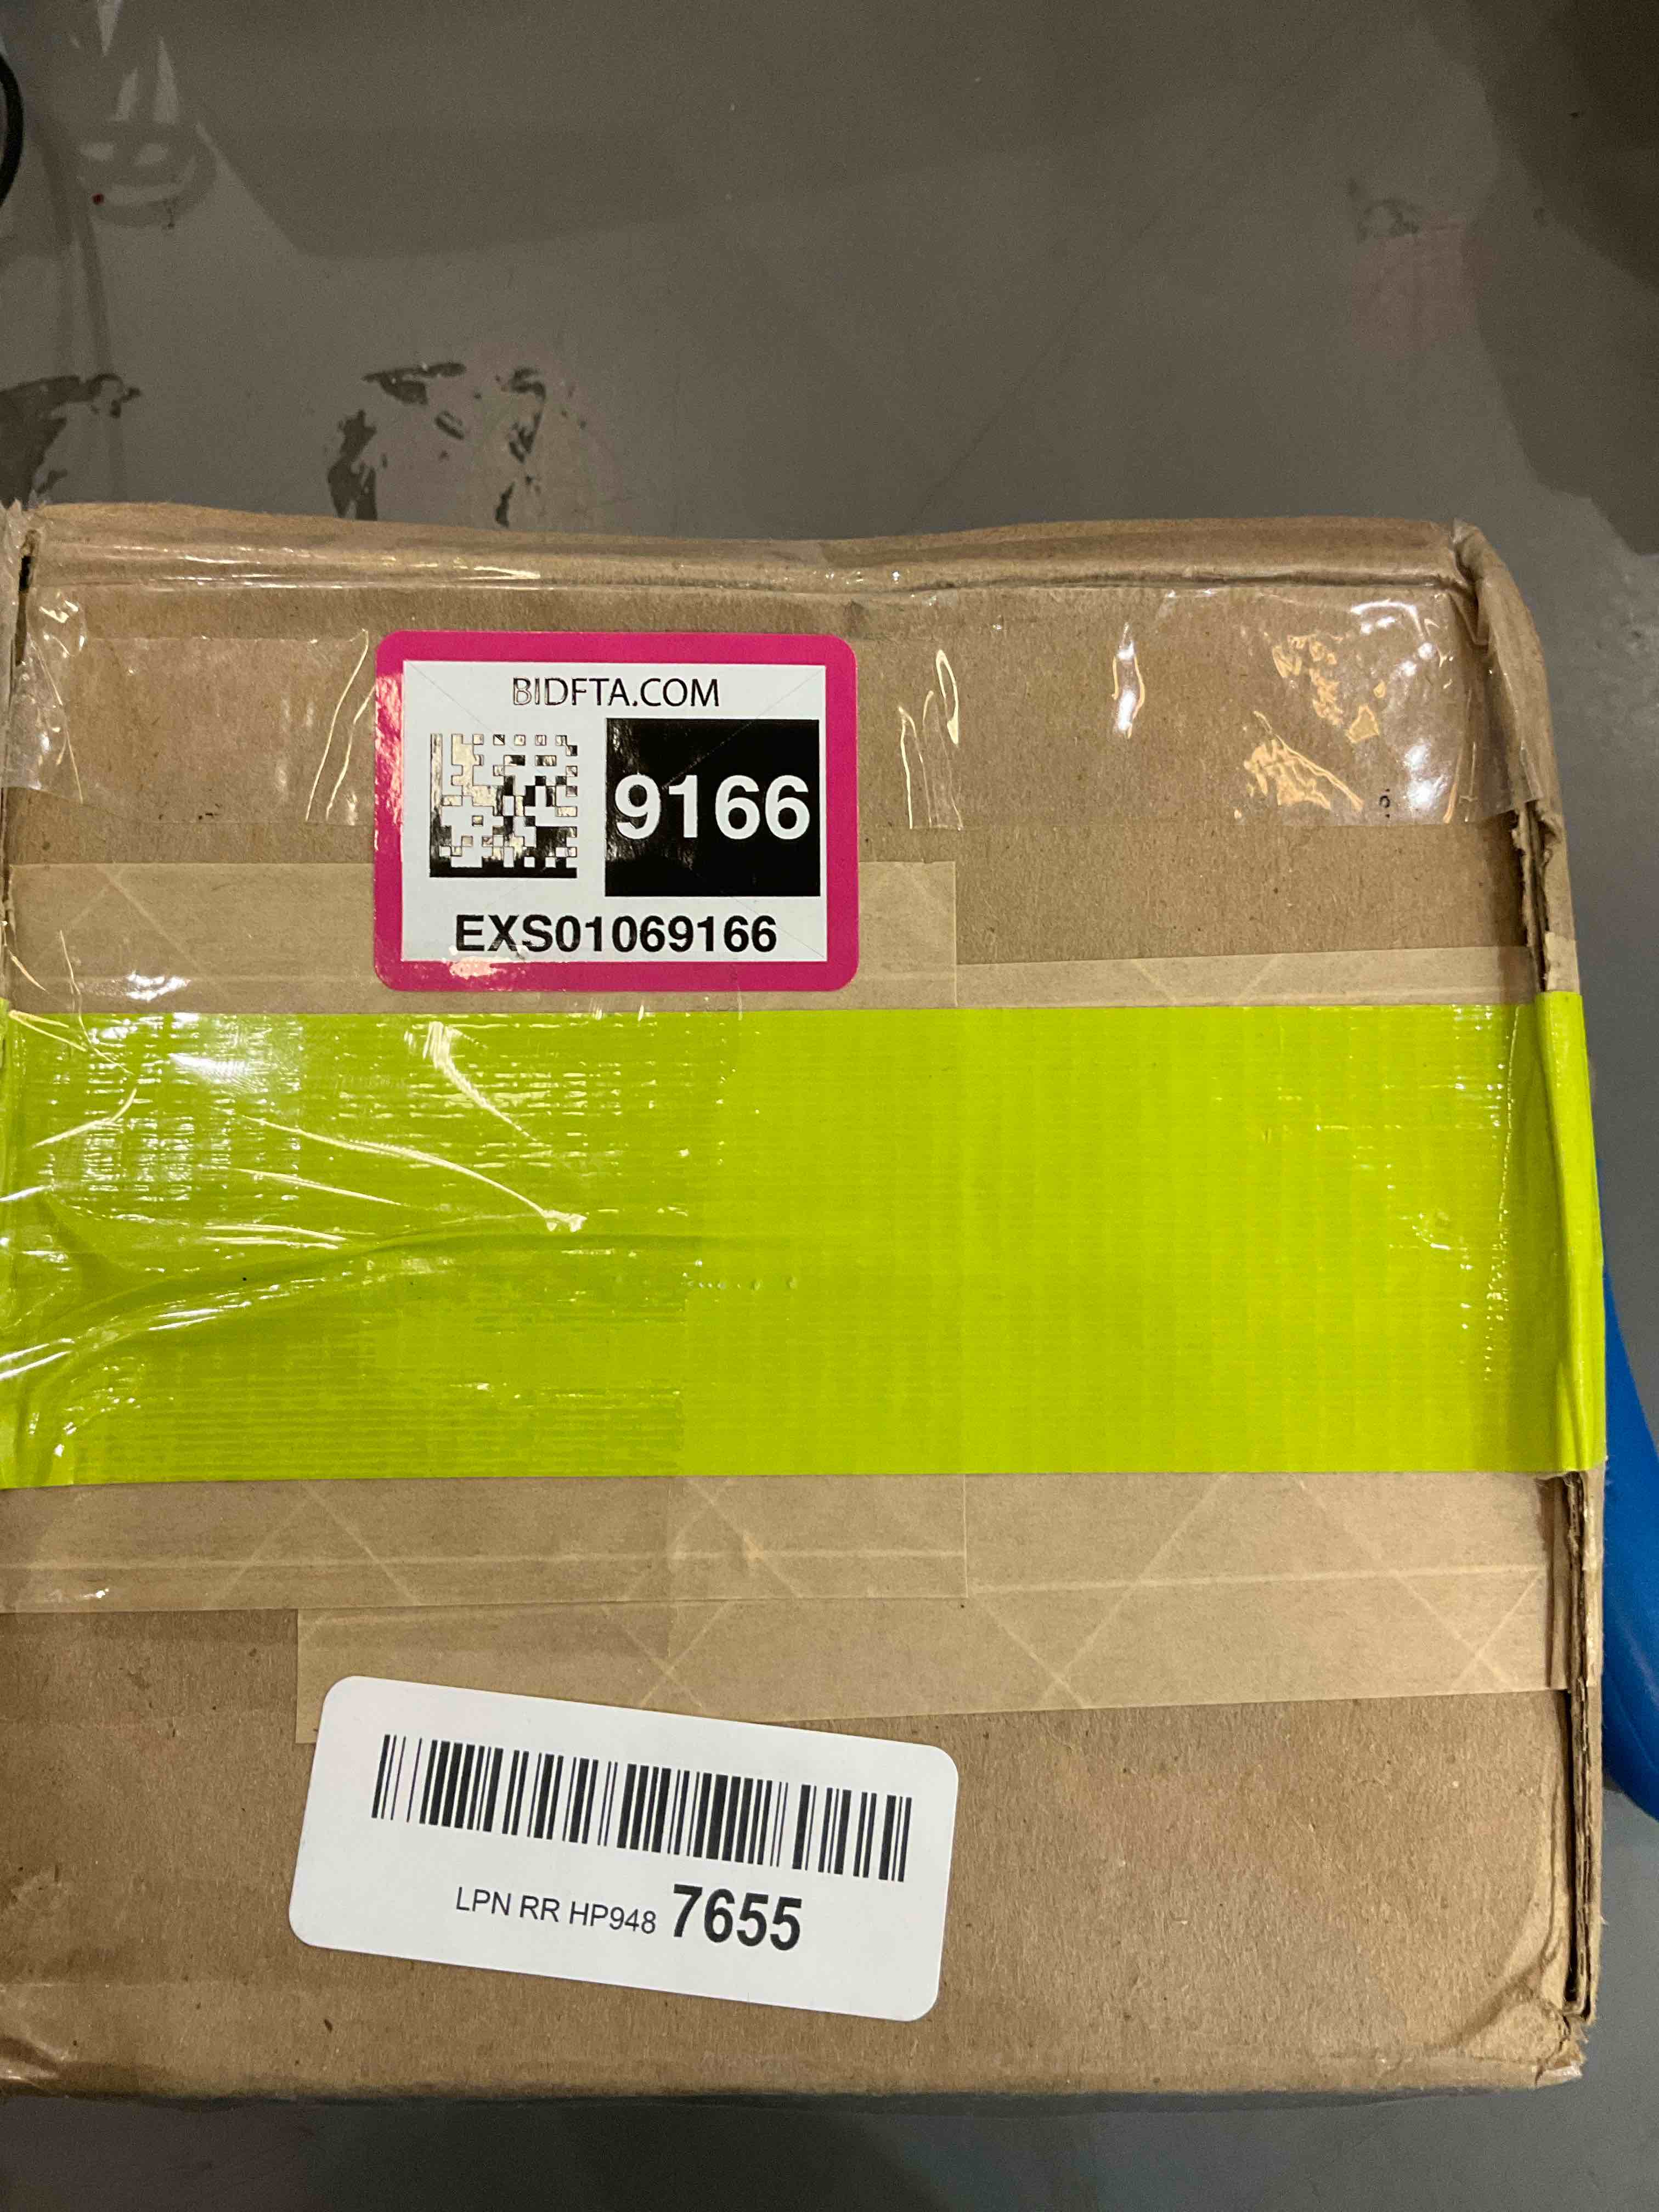 BIDFTA.COM
9166
EXS01069166
LPN RR HP948 7655